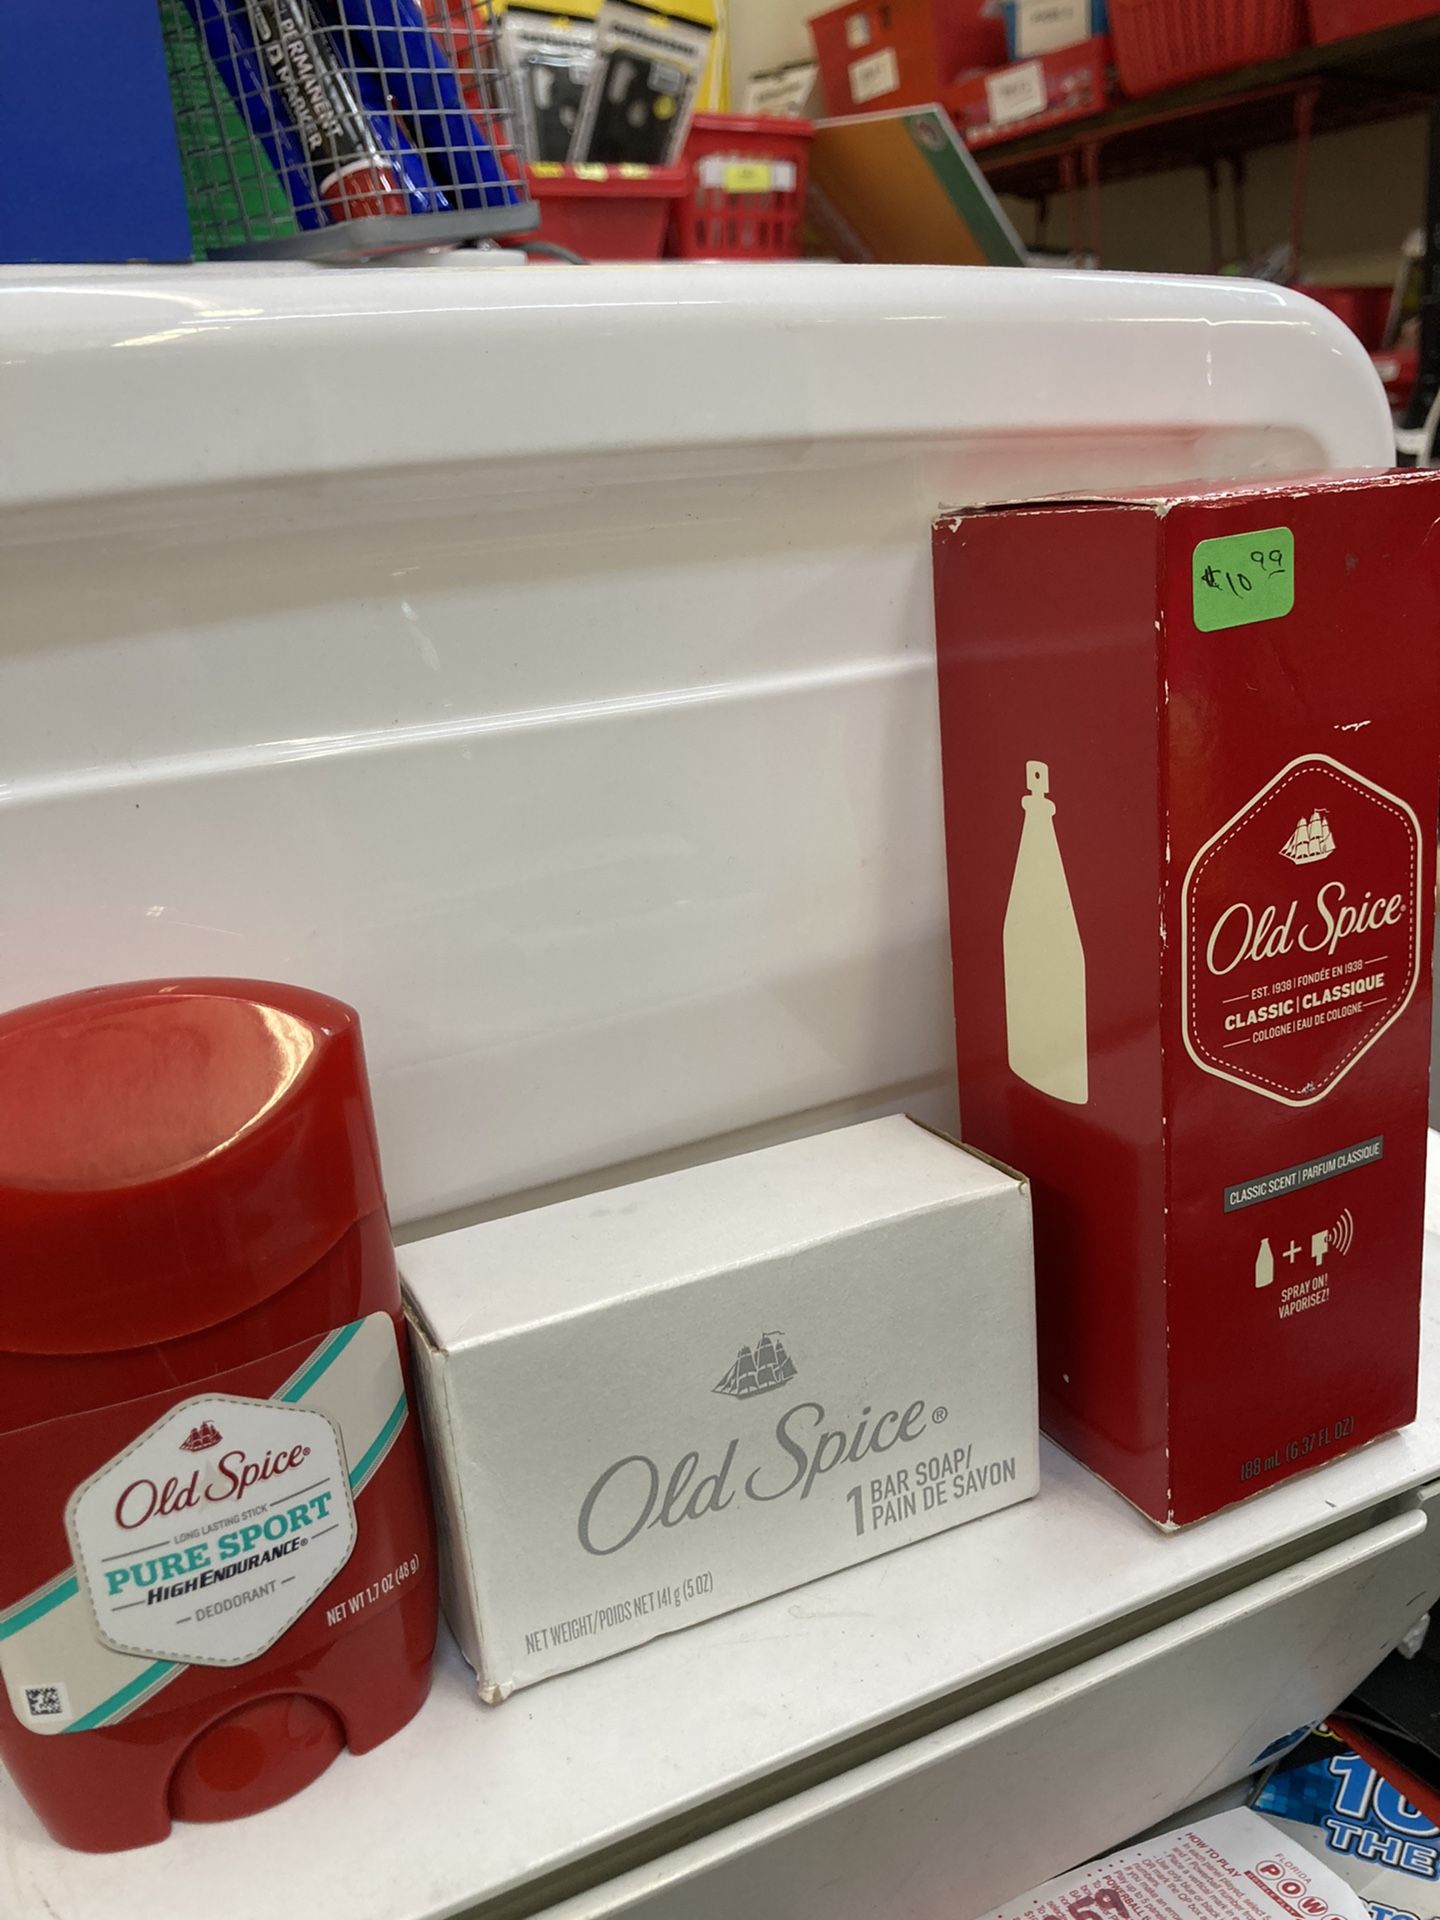 PERMANENT
MARKER
$10.99
Old Spice®
EST. 1938 | FONDÉE EN 1938
CLASSIC | CLASSIQUE
COLOGNE | EAU DE COLOGNE
CLASSIC SCENT | PARFUM CLASSIQUE
SPRAY ON!
VAPORISEZ!
188 mL (6.37 FL OZ)
Old Spice®
1 BAR SOAP/
PAIN DE SAVON
NET WEIGHT/POIDS NET 141 g (5 OZ)
Old Spice®
LONG LASTING STICK
PURE SPORT
HIGH ENDURANCE®
DEODORANT
NET WT 1.7 OZ (48 g)
THE
FLORIDA
HOW TO PLAY